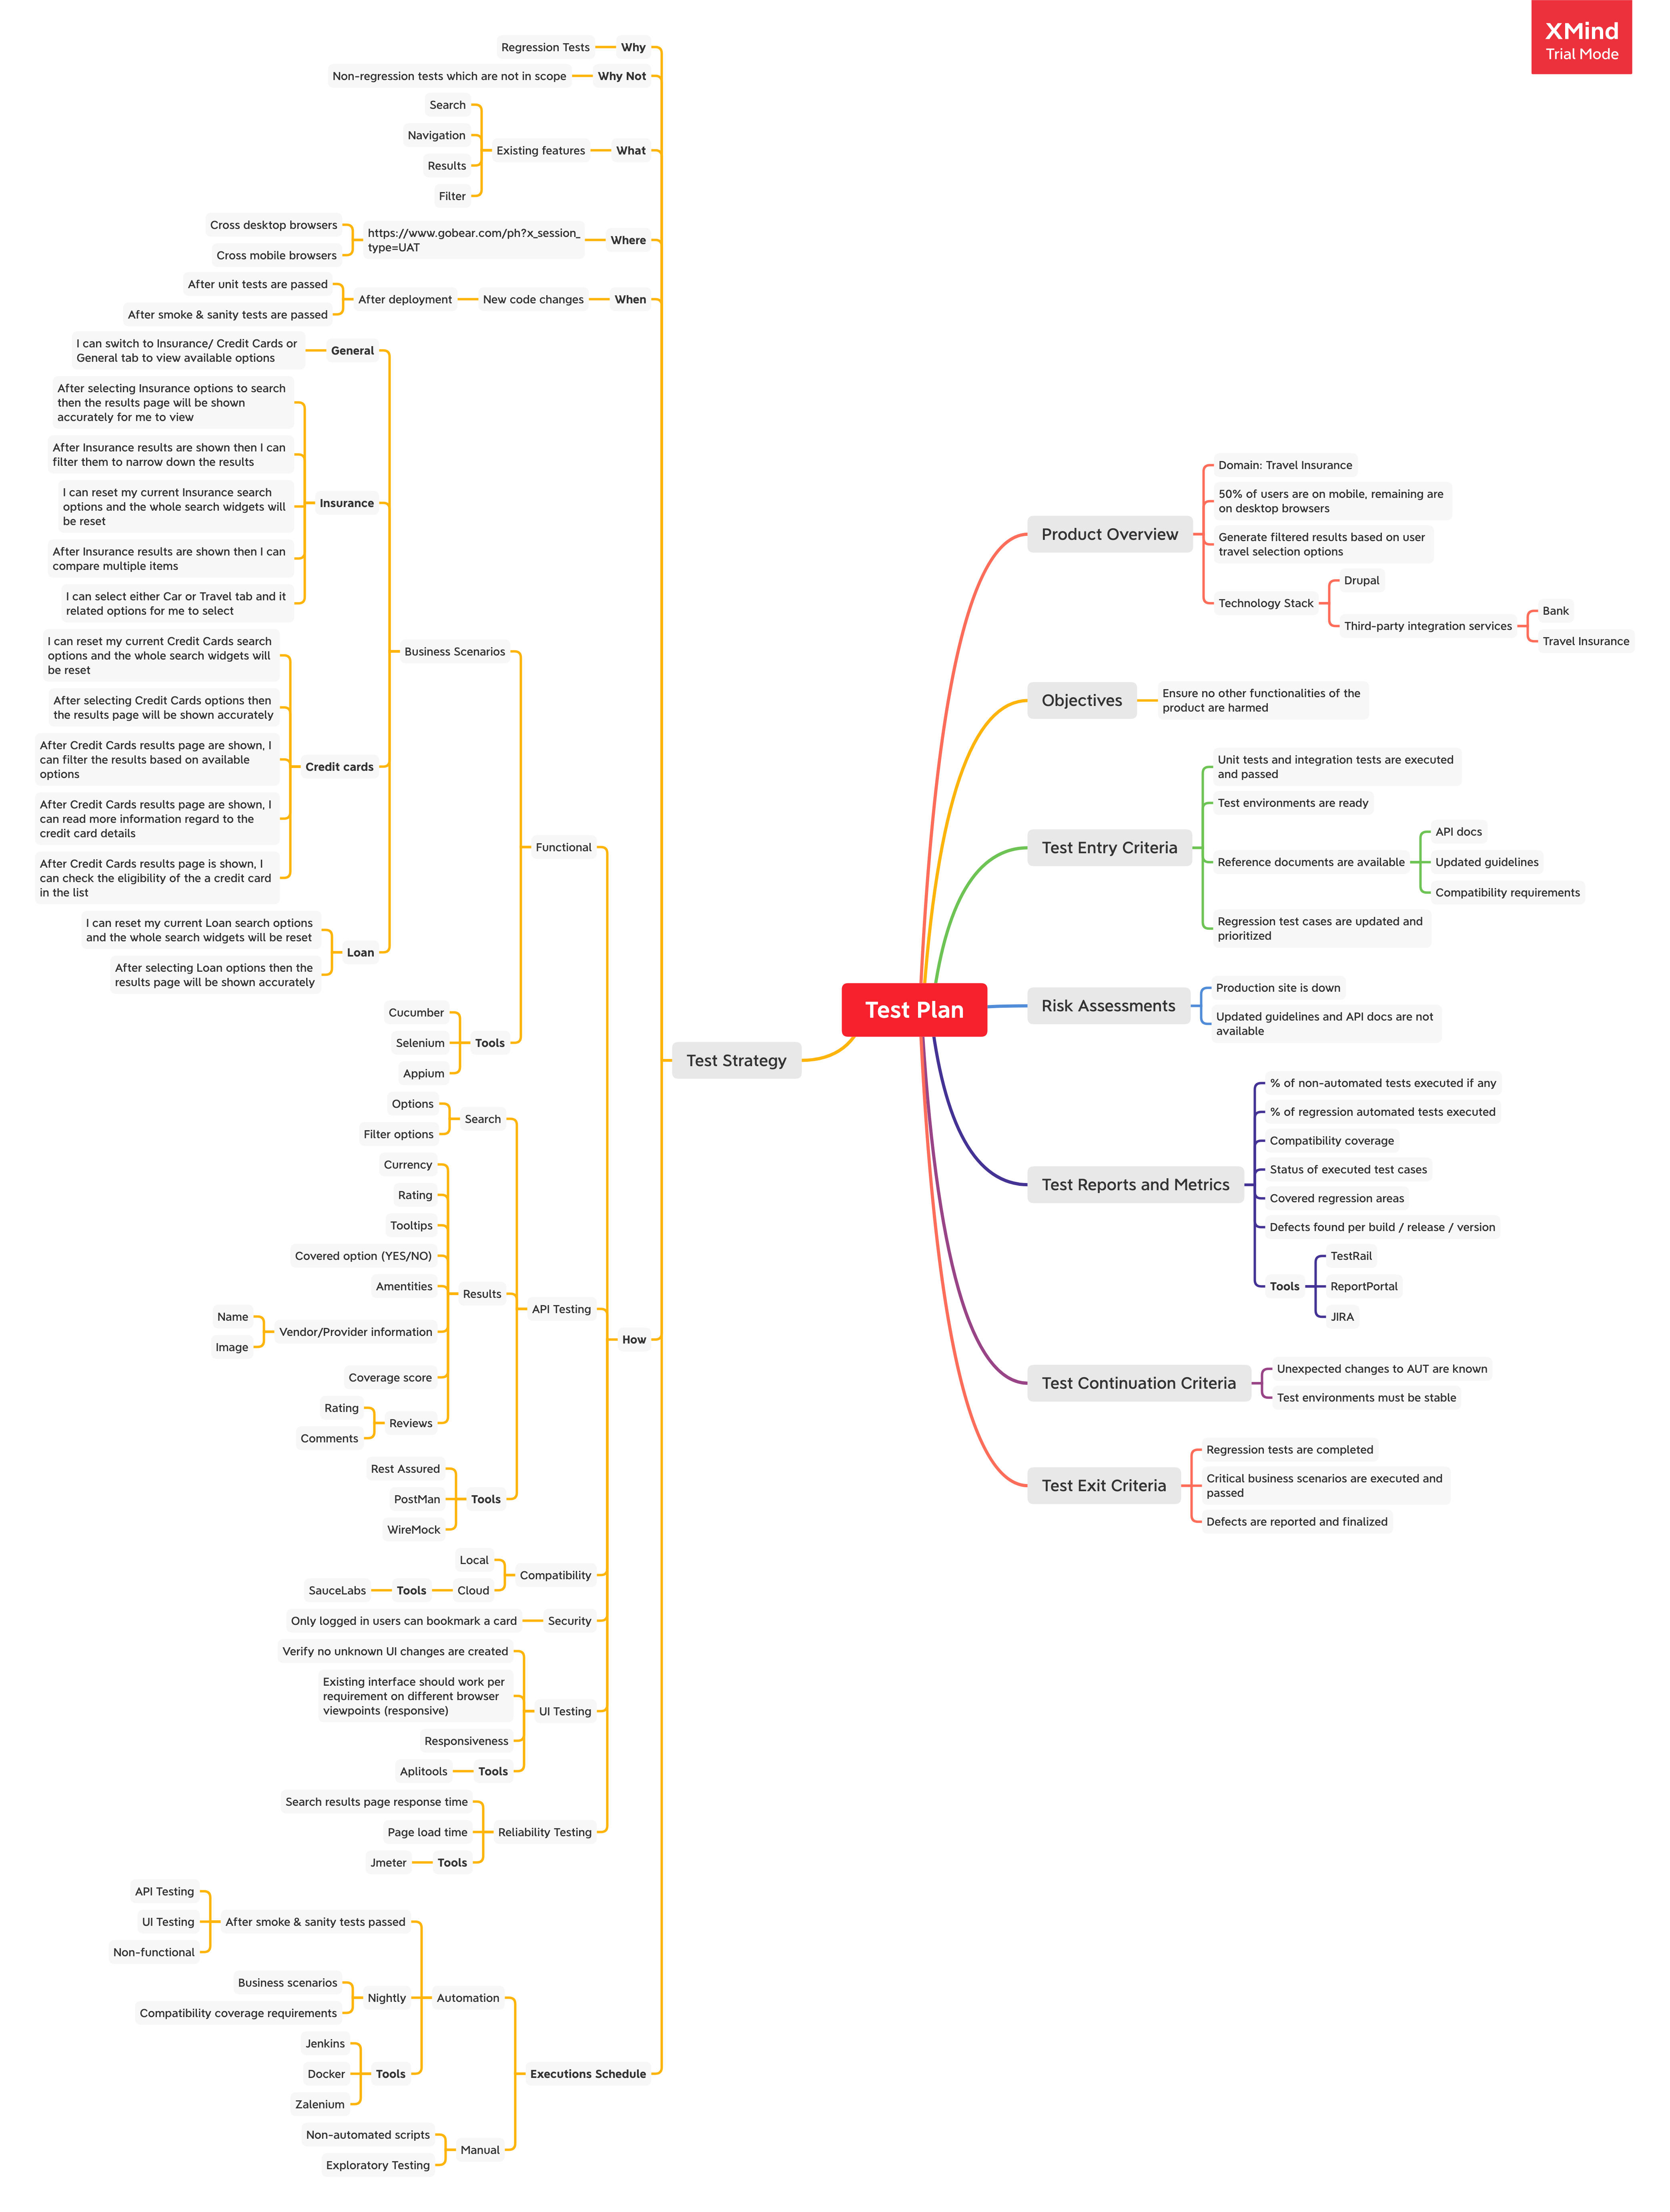 XMind
Trial Mode
Test Plan
Product Overview
Domain: Travel Insurance
50% of users are on mobile, remaining are
on desktop browsers
Generate filtered results based on user
travel selection options
Technology Stack
Drupal
Third-party integration services
Bank
Travel Insurance
Objectives
Ensure no other functionalities of the
product are harmed
Test Entry Criteria
Unit tests and integration tests are executed
and passed
Test environments are ready
Reference documents are available
API docs
Updated guidelines
Compatibility requirements
Regression test cases are updated and
prioritized
Risk Assessments
Production site is down
Updated guidelines and API docs are not
available
Test Reports and Metrics
% of non-automated tests executed if any
% of regression automated tests executed
Compatibility coverage
Status of executed test cases
Covered regression areas
Defects found per build / release / version
Tools
TestRail
ReportPortal
JIRA
Test Continuation Criteria
Unexpected changes to AUT are known
Test environments must be stable
Test Exit Criteria
Regression tests are completed
Critical business scenarios are executed and
passed
Defects are reported and finalized
Test Strategy
Why
Regression Tests
Why Not
Non-regression tests which are not in scope
What
Existing features
Search
Navigation
Results
Filter
Where
https://www.gobear.com/ph?x_session_
type=UAT
Cross desktop browsers
Cross mobile browsers
When
New code changes
After deployment
After unit tests are passed
After smoke & sanity tests are passed
How
Functional
Business Scenarios
General
I can switch to Insurance/ Credit Cards or
General tab to view available options
Insurance
After selecting Insurance options to search
then the results page will be shown
accurately for me to view
After Insurance results are shown then I can
filter them to narrow down the results
I can reset my current Insurance search
options and the whole search widgets will
be reset
After Insurance results are shown then I can
compare multiple items
I can select either Car or Travel tab and it
related options for me to select
Credit cards
I can reset my current Credit Cards search
options and the whole search widgets will
be reset
After selecting Credit Cards options then
the results page will be shown accurately
After Credit Cards results page are shown, I
can filter the results based on available
options
After Credit Cards results page are shown, I
can read more information regard to the
credit card details
After Credit Cards results page is shown, I
can check the eligibility of the a credit card
in the list
Loan
I can reset my current Loan search options
and the whole search widgets will be reset
After selecting Loan options then the
results page will be shown accurately
Tools
Cucumber
Selenium
Appium
API Testing
Search
Options
Filter options
Results
Currency
Rating
Tooltips
Covered option (YES/NO)
Amentities
Vendor/Provider information
Name
Image
Coverage score
Reviews
Rating
Comments
Tools
Rest Assured
PostMan
WireMock
Compatibility
Local
Cloud
Tools
SauceLabs
Security
Only logged in users can bookmark a card
UI Testing
Verify no unknown UI changes are created
Existing interface should work per
requirement on different browser
viewpoints (responsive)
Responsiveness
Tools
Aplitools
Reliability Testing
Search results page response time
Page load time
Tools
Jmeter
Executions Schedule
Automation
After smoke & sanity tests passed
API Testing
UI Testing
Non-functional
Nightly
Business scenarios
Compatibility coverage requirements
Tools
Jenkins
Docker
Zalenium
Manual
Non-automated scripts
Exploratory Testing